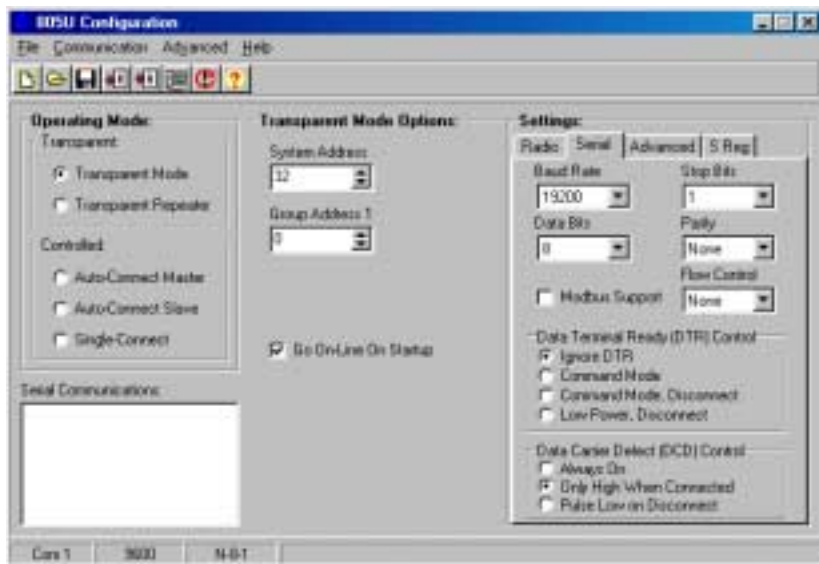 805U Configuration
File Communication Advanced Help
Operating Mode:
Transparent:
Transparent Mode
Transparent Repeater
Controlled:
Auto-Connect Master
Auto-Connect Slave
Single-Connect
Serial Communications:
Transparent Mode Options:
System Address
32
Group Address 1
0
Go On-Line On Startup
Settings:
Radio Serial Advanced S Reg
Baud Rate Stop Bits
19200 1
Data Bits Parity
8 None
Flow Control
Modbus Support None
Data Terminal Ready (DTR) Control
Ignore DTR
Command Mode
Command Mode, Disconnect
Low Power, Disconnect
Data Carrier Detect (DCD) Control
Always On
Only High When Connected
Pulse Low on Disconnect
Com 1 9600 N-8-1